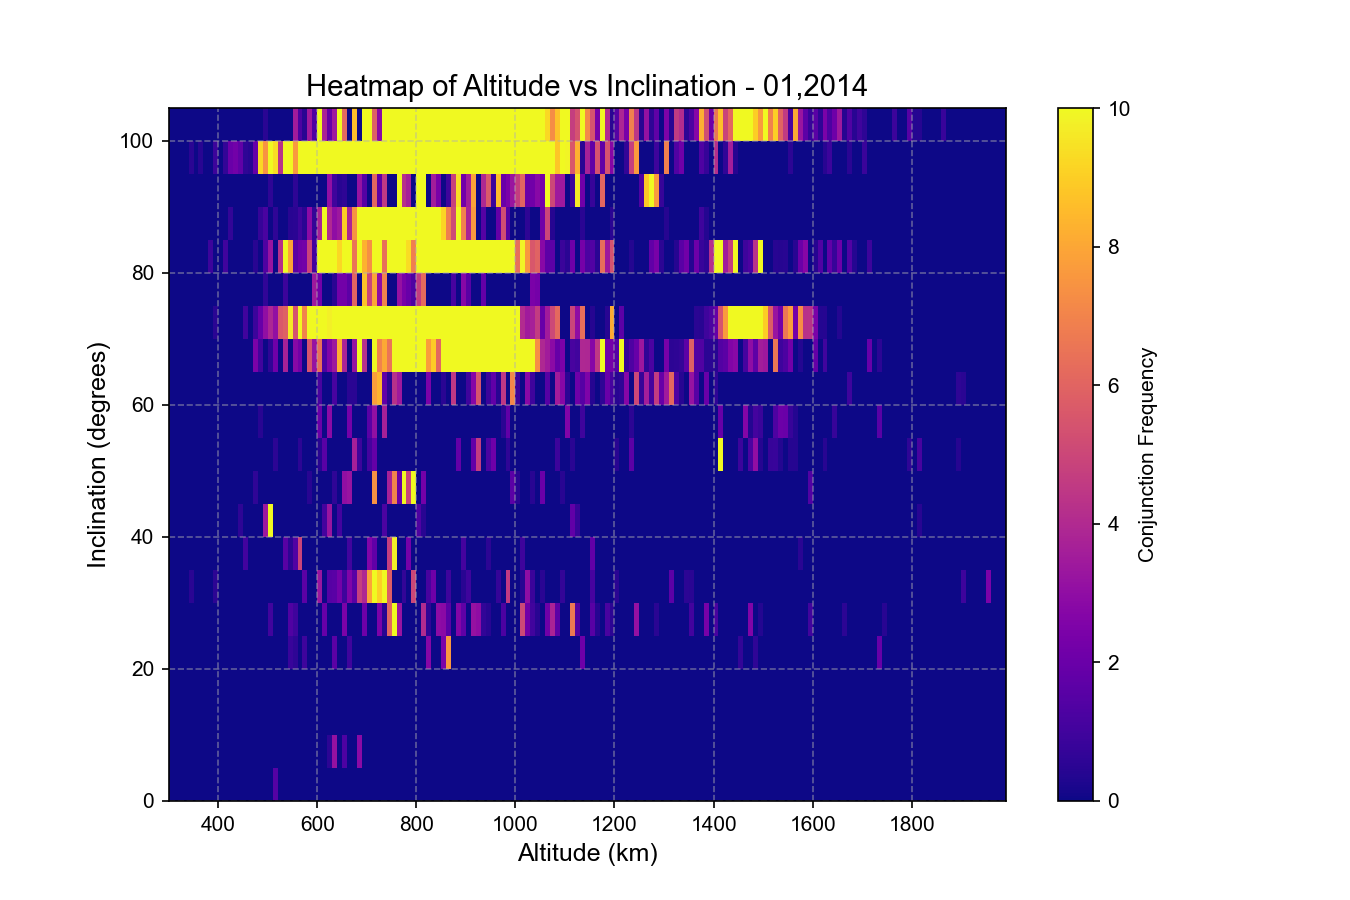 Heatmap of Altitude vs Inclination - 01,2014
100
80
60
40
20
0
Inclination (degrees)
400 600 800 1000 1200 1400 1600 1800
Altitude (km)
10
8
6
4
2
0
Conjunction Frequency